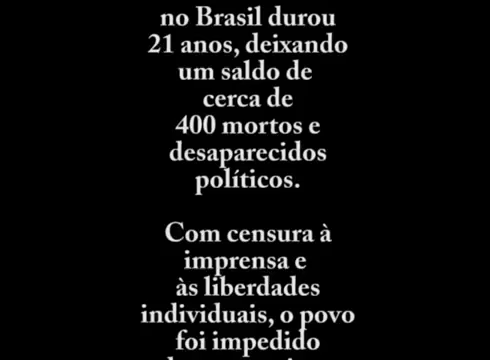 no Brasil durou
21 anos, deixando
um saldo de
cerca de
400 mortos e
desaparecidos
políticos.
Com censura à
imprensa e
às liberdades
individuais, o povo
foi impedido